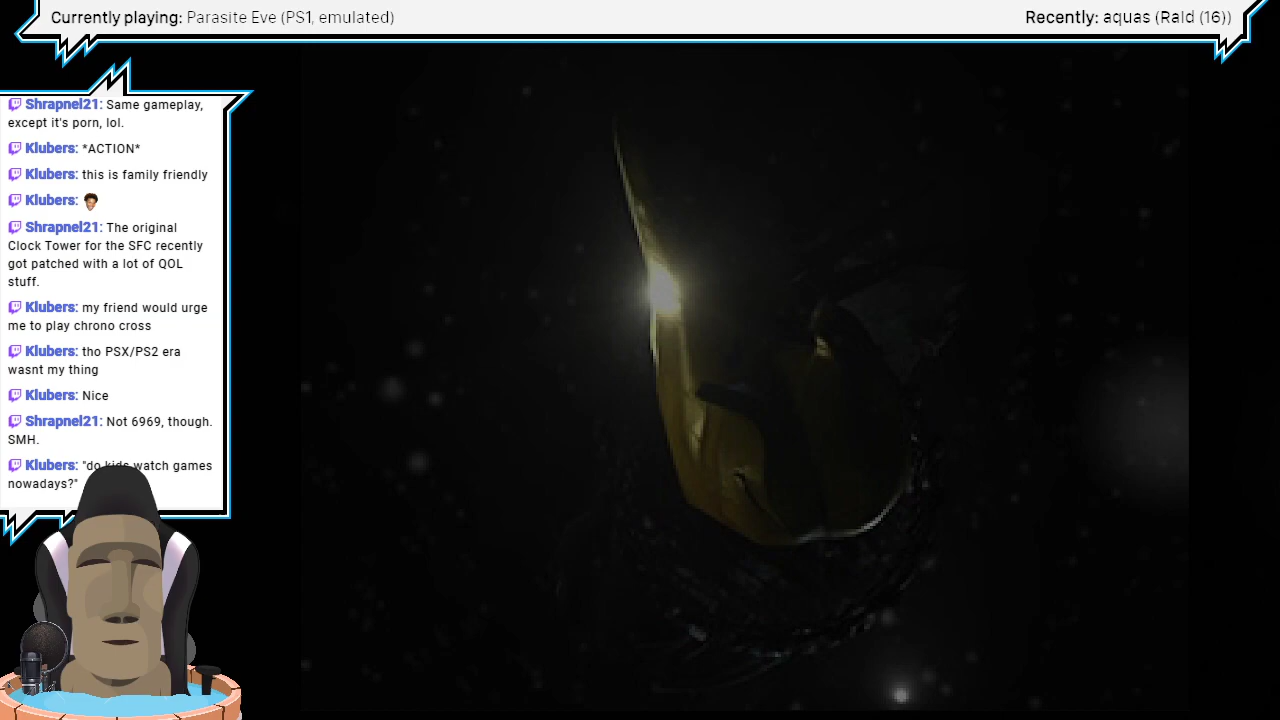 Currently playing: Parasite Eve (PS1, emulated)
Recently: aquas (Rald (16))
Shrapnel21: Same gameplay,
except it's porn, lol.
Klubers: *ACTION*
Klubers: this is family friendly
Klubers:
Shrapnel21: The original
Clock Tower for the SFC recently
got patched with a lot of QOL
stuff.
Klubers: my friend would urge
me to play chrono cross
Klubers: tho PSX/PS2 era
wasnt my thing
Klubers: Nice
Shrapnel21: Not 6969, though.
SMH.
Klubers: "do kids watch games
nowadays?"